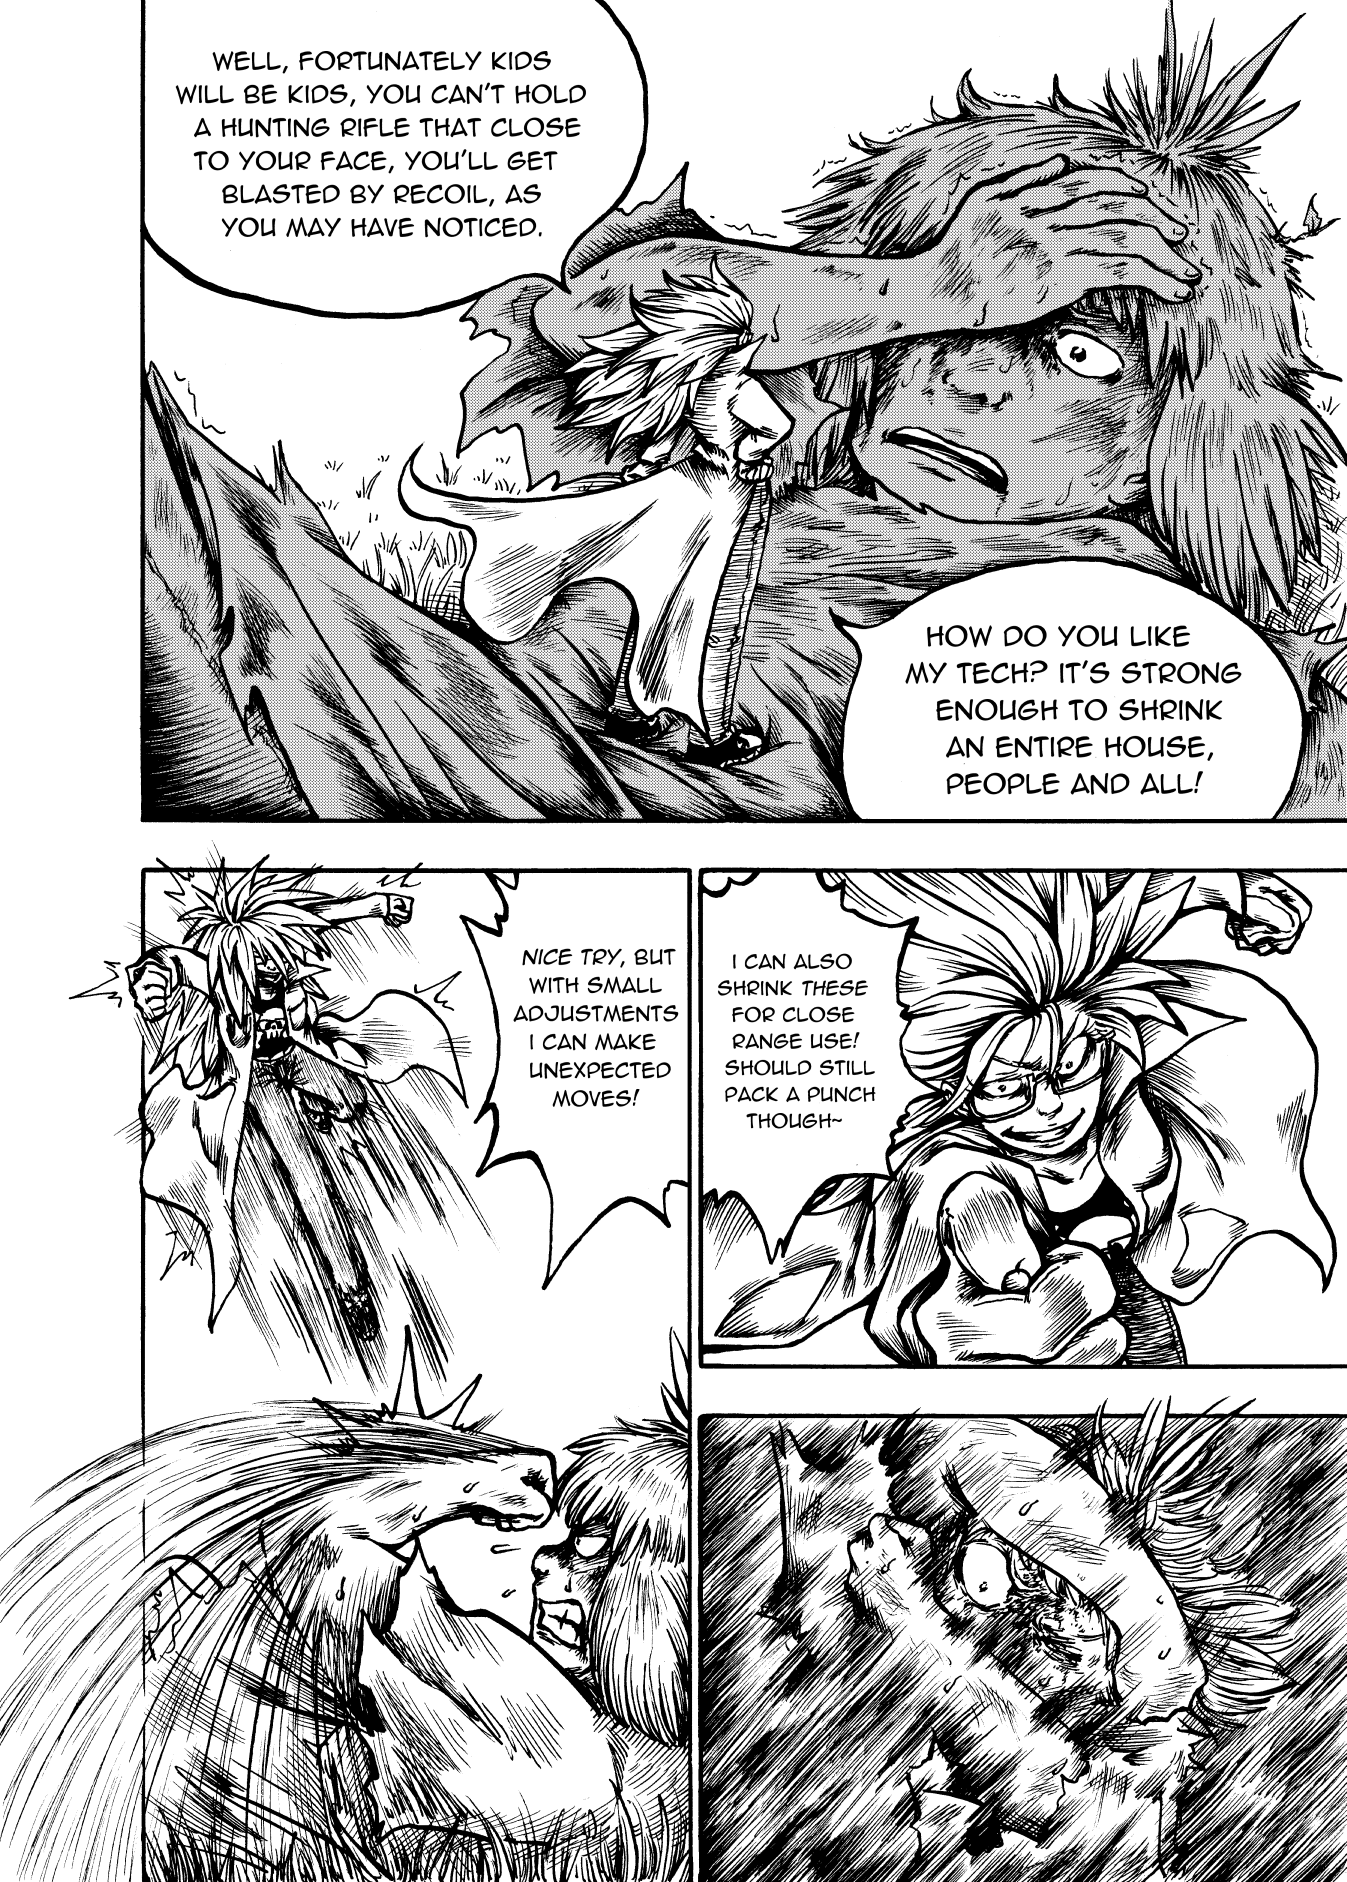 WELL, FORTUNATELY KIDS
WILL BE KIDS, YOU CAN'T HOLD
A HUNTING RIFLE THAT CLOSE
TO YOUR FACE, YOU'LL GET
BLASTED BY RECOIL, AS
YOU MAY HAVE NOTICED.
HOW DO YOU LIKE
MY TECH? IT'S STRONG
ENOUGH TO SHRINK
AN ENTIRE HOUSE,
PEOPLE AND ALL!
NICE TRY, BUT
WITH SMALL
ADJUSTMENTS
I CAN MAKE
UNEXPECTED
MOVES!
I CAN ALSO
SHRINK THESE
FOR CLOSE
RANGE USE!
SHOULD STILL
PACK A PUNCH
THOUGH~